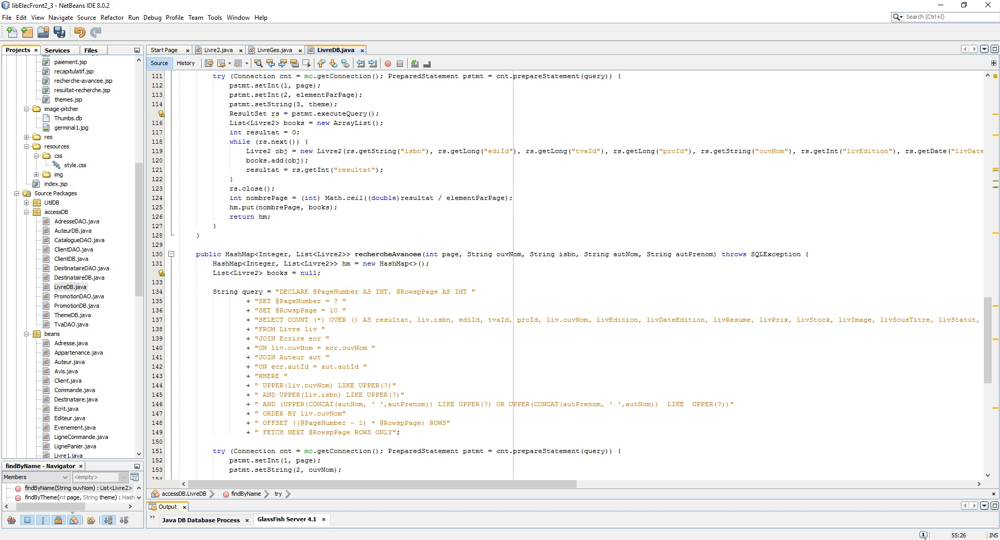 libElecFront2_3 - NetBeans IDE 8.0.2
File Edit View Navigate Source Refactor Run Debug Profile Team Tools Window Help
Search (Ctrl+I)
Projects Services Files
paiement.jsp
recapitulatif.jsp
recherche-avancee.jsp
resultat-recherche.jsp
themes.jsp
image-pitcher
Thumbs.db
germinal1.jpg
res
resources
css
style.css
img
index.jsp
Source Packages
UtilDB
accessDB
AdresseDAO.java
AuteurDB.java
CatalogueDAO.java
ClientDAO.java
ClientDB.java
DestinataireDAO.java
DestinataireDB.java
LivreDB.java
PromotionDAO.java
PromotionDB.java
ThemeDB.java
TvaDAO.java
beans
Adresse.java
Appartenance.java
Auteur.java
Avis.java
Client.java
Commande.java
Destinataire.java
Ecrit.java
Editeur.java
Evenement.java
LigneCommande.java
LignePanier.java
Livre1.java
findByName - Navigator
Members <empty>
findByName(String ouvNom) : List<Livre2>
findByTheme(int page, String theme) : Hash
Start Page Livre2.java LivreGes.java LivreDB.java
Source History
111 try (Connection cnt = mc.getConnection(); PreparedStatement pstmt = cnt.prepareStatement(query)) {
112 pstmt.setInt(1, page);
113 pstmt.setInt(2, elementParPage);
114 pstmt.setString(3, theme);
ResultSet rs = pstmt.executeQuery();
116 List<Livre2> books = new ArrayList();
117 int resultat = 0;
118 while (rs.next()) {
119 Livre2 obj = new Livre2(rs.getString("isbn"), rs.getLong("ediId"), rs.getLong("tvaId"), rs.getLong("proId"), rs.getString("ouvNom"), rs.getInt("livEdition"), rs.getDate("livDate
120 books.add(obj);
121 resultat = rs.getInt("resultat");
122 }
123 rs.close();
124 int nombrePage = (int) Math.ceil((double)resultat / elementParPage);
125 hm.put(nombrePage, books);
126 return hm;
127 }
128 }
129
130 public HashMap<Integer, List<Livre2>> rechercheAvancee(int page, String ouvNom, String isbn, String autNom, String autPrenom) throws SQLException {
131 HashMap<Integer, List<Livre2>> hm = new HashMap<>();
List<Livre2> books = null;
133
134 String query = "DECLARE @PageNumber AS INT, @RowspPage AS INT "
135 + "SET @PageNumber = ? "
136 + "SET @RowspPage = 10 "
137 + "SELECT COUNT (*) OVER () AS resultat, liv.isbn, ediId, tvaId, proId, liv.ouvNom, livEdition, livDateEdition, livResume, livPrix, livStock, livImage, livSousTitre, livStatut,
138 + "FROM Livre liv "
139 + "JOIN Ecrire ecr "
140 + "ON liv.ouvNom = ecr.ouvNom "
141 + "JOIN Auteur aut "
142 + "ON ecr.autId = aut.autId "
143 + "WHERE "
144 + " UPPER(liv.ouvNom) LIKE UPPER(?)"
145 + " AND UPPER(liv.isbn) LIKE UPPER(?)"
146 + " AND (UPPER(CONCAT(autNom, ' ',autPrenom)) LIKE UPPER(?) OR UPPER(CONCAT(autPrenom, ' ',autNom))  LIKE  UPPER(?))"
147 + " ORDER BY liv.ouvNom"
148 + " OFFSET ((@PageNumber - 1) * @RowspPage) ROWS"
149 + " FETCH NEXT @RowspPage ROWS ONLY";
150
151 try (Connection cnt = mc.getConnection(); PreparedStatement pstmt = cnt.prepareStatement(query)) {
152 pstmt.setInt(1, page);
153 pstmt.setString(2, ouvNom);
154
accessDB.LivreDB findByName try
Output
Java DB Database Process GlassFish Server 4.1
1 55:26 INS